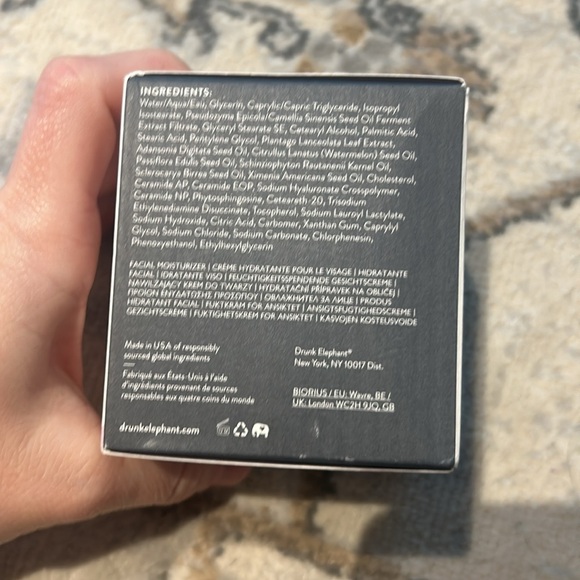 INGREDIENTS:
Water/Aqua/Eau, Glycerin, Caprylic/Capric Triglyceride, Isopropyl
Isostearate, Pseudozyma Epicola/Camellia Sinensis Seed Oil Ferment
Extract Filtrate, Glyceryl Stearate SE, Cetearyl Alcohol, Palmitic Acid,
Stearic Acid, Pentylene Glycol, Plantago Lanceolata Leaf Extract,
Adansonia Digitata Seed Oil, Citrullus Lanatus (Watermelon) Seed Oil,
Passiflora Edulis Seed Oil, Schinziophyton Rautanenii Kernel Oil,
Sclerocarya Birrea Seed Oil, Ximenia Americana Seed Oil, Cholesterol,
Ceramide AP, Ceramide EOP, Sodium Hyaluronate Crosspolymer,
Ceramide NP, Phytosphingosine, Ceteareth-20, Trisodium
Ethylenediamine Disuccinate, Tocopherol, Sodium Lauroyl Lactylate,
Sodium Hydroxide, Citric Acid, Carbomer, Xanthan Gum, Caprylyl
Glycol, Sodium Chloride, Sodium Carbonate, Chlorphenesin,
Phenoxyethanol, Ethylhexylglycerin
FACIAL MOISTURIZER | CRÈME HYDRATANTE POUR LE VISAGE | HIDRATANTE
FACIAL | IDRATANTE VISO | FEUCHTIGKEITSSPENDENDE GESICHTSCREME |
NAWILŻAJĄCY KREM DO TWARZY | HYDRATAČNÍ PŘÍPRAVEK NA OBLIČEJ |
ΠΡΟΪΟΝ ΕΝΥΔΑΤΩΣΗΣ ΠΡΟΣΩΠΟΥ | ОВЛАЖНИТЕЛ ЗА ЛИЦЕ | PRODUS
HIDRATANT FACIAL | FUKTKRÄM FOR ANSIKTET | ANSIGTSFUGTIGHEDSCREME |
GEZICHTSCRÈME | FUKTIGHETSKREM FOR ANSIKTET | KASVOJEN KOSTEUSVOIDE
Made in USA of responsibly
sourced global ingredients
Fabriqué aux États-Unis à l'aide
d'ingrédients provenant de sources
responsables aux quatre coins du monde
Drunk Elephant®
New York, NY 10017 Dist.
BIORIUS / EU: Wavre, BE /
UK: London WC2H 9JQ, GB
drunkelephant.com